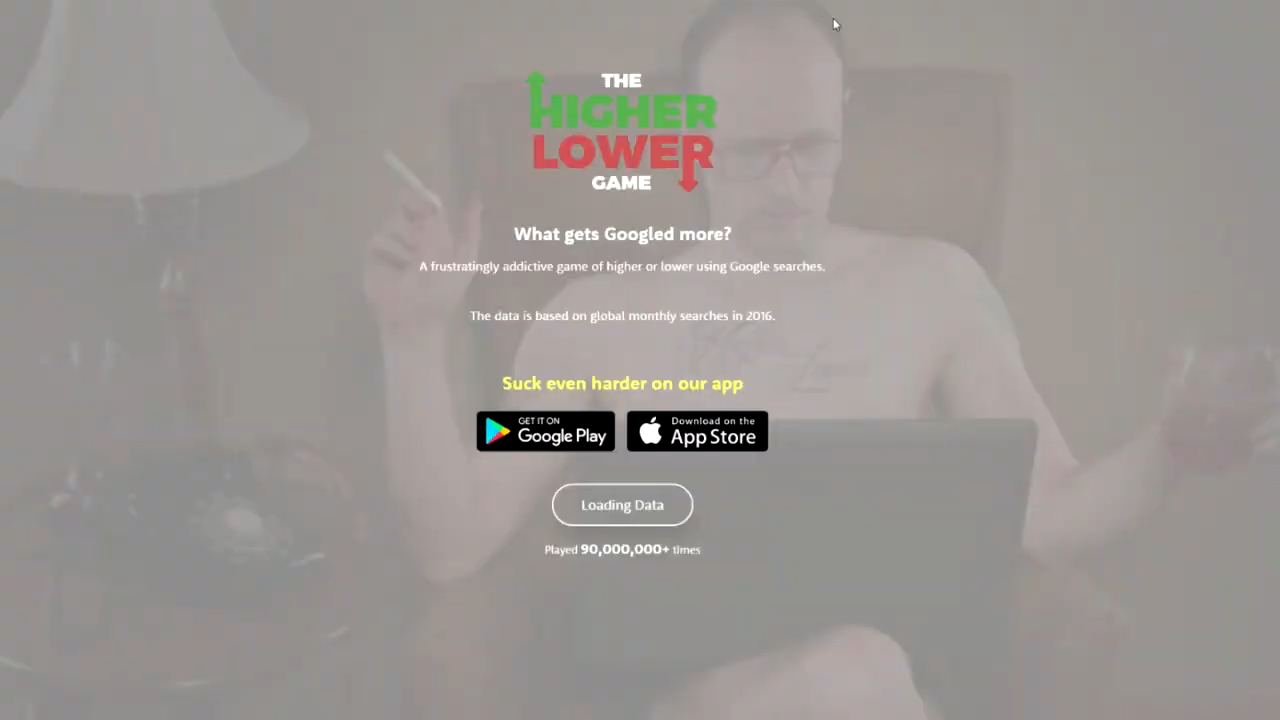 THE
HIGHER
LOWER
GAME
What gets Googled more?
A frustratingly addictive game of higher or lower using Google searches.
The data is based on global monthly searches in 2016.
Suck even harder on our app
GET IT ON
Google Play
Download on the
App Store
Loading Data
Played 90,000,000+ times